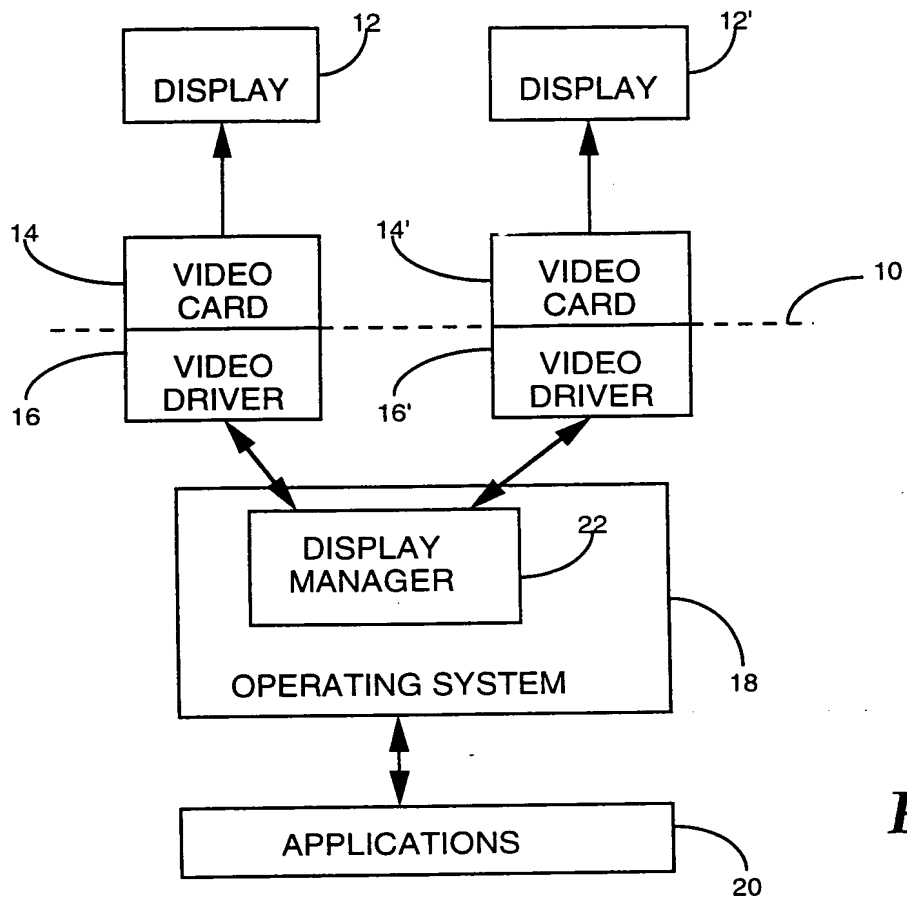 12
12'
DISPLAY
DISPLAY
14
14'
VIDEO
CARD
VIDEO
CARD
10
16
16'
VIDEO
DRIVER
VIDEO
DRIVER
22
DISPLAY
MANAGER
OPERATING SYSTEM
18
APPLICATIONS
20